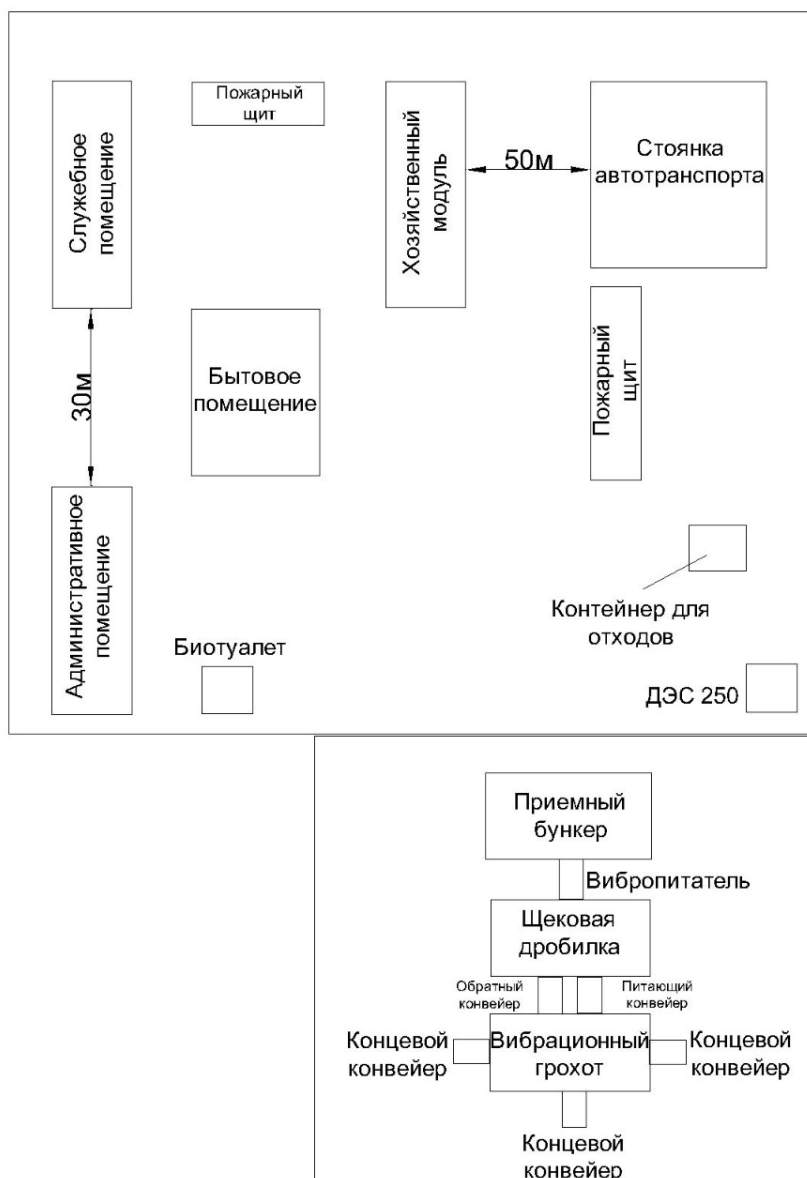 Служебное
помещение
Пожарный
щит
Хозяйственный
модуль
50м
Стоянка
автотранспорта
30м
Бытовое
помещение
Пожарный
щит
Административное
помещение
Контейнер для
отходов
Биотуалет
ДЭС 250
Приемный
бункер
Вибропитатель
Щековая
дробилка
Обратный
конвейер
Питающий
конвейер
Концевой
конвейер
Вибрационный
грохот
Концевой
конвейер
Концевой
конвейер